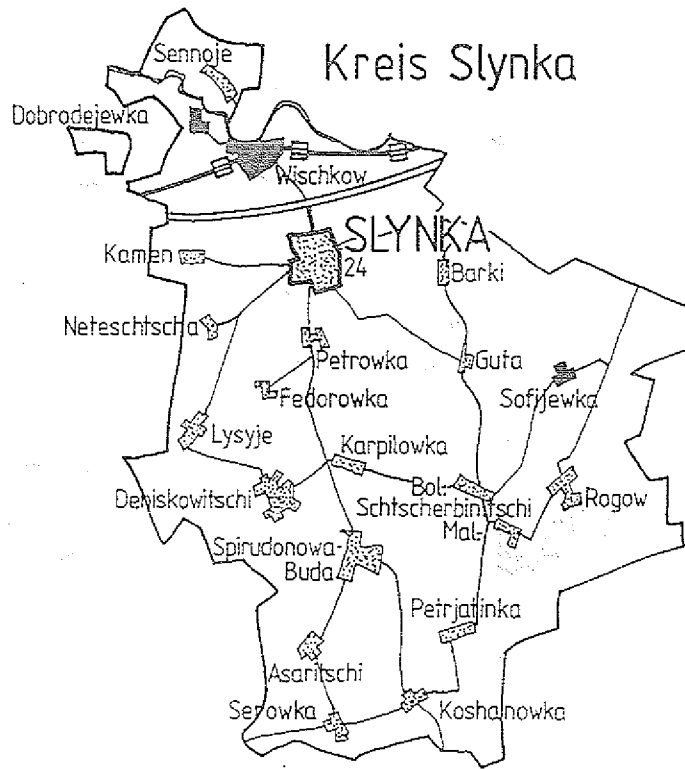 Kreis Slynka
Sennoje
Dobrodejewka
Wischkow
SLYNKA
24
Kamen
Barki
Neteschtscha
Petrowka
Guta
Fedorowka
Sofijewka
Lysyje
Karpilowka
Deniskowitschi
Bol.-
Schtscherbinitschi
Mal.-
Rogow
Spirudonowa-
Buda
Petrjatinka
Asaritschi
Serowka
Koshanowka